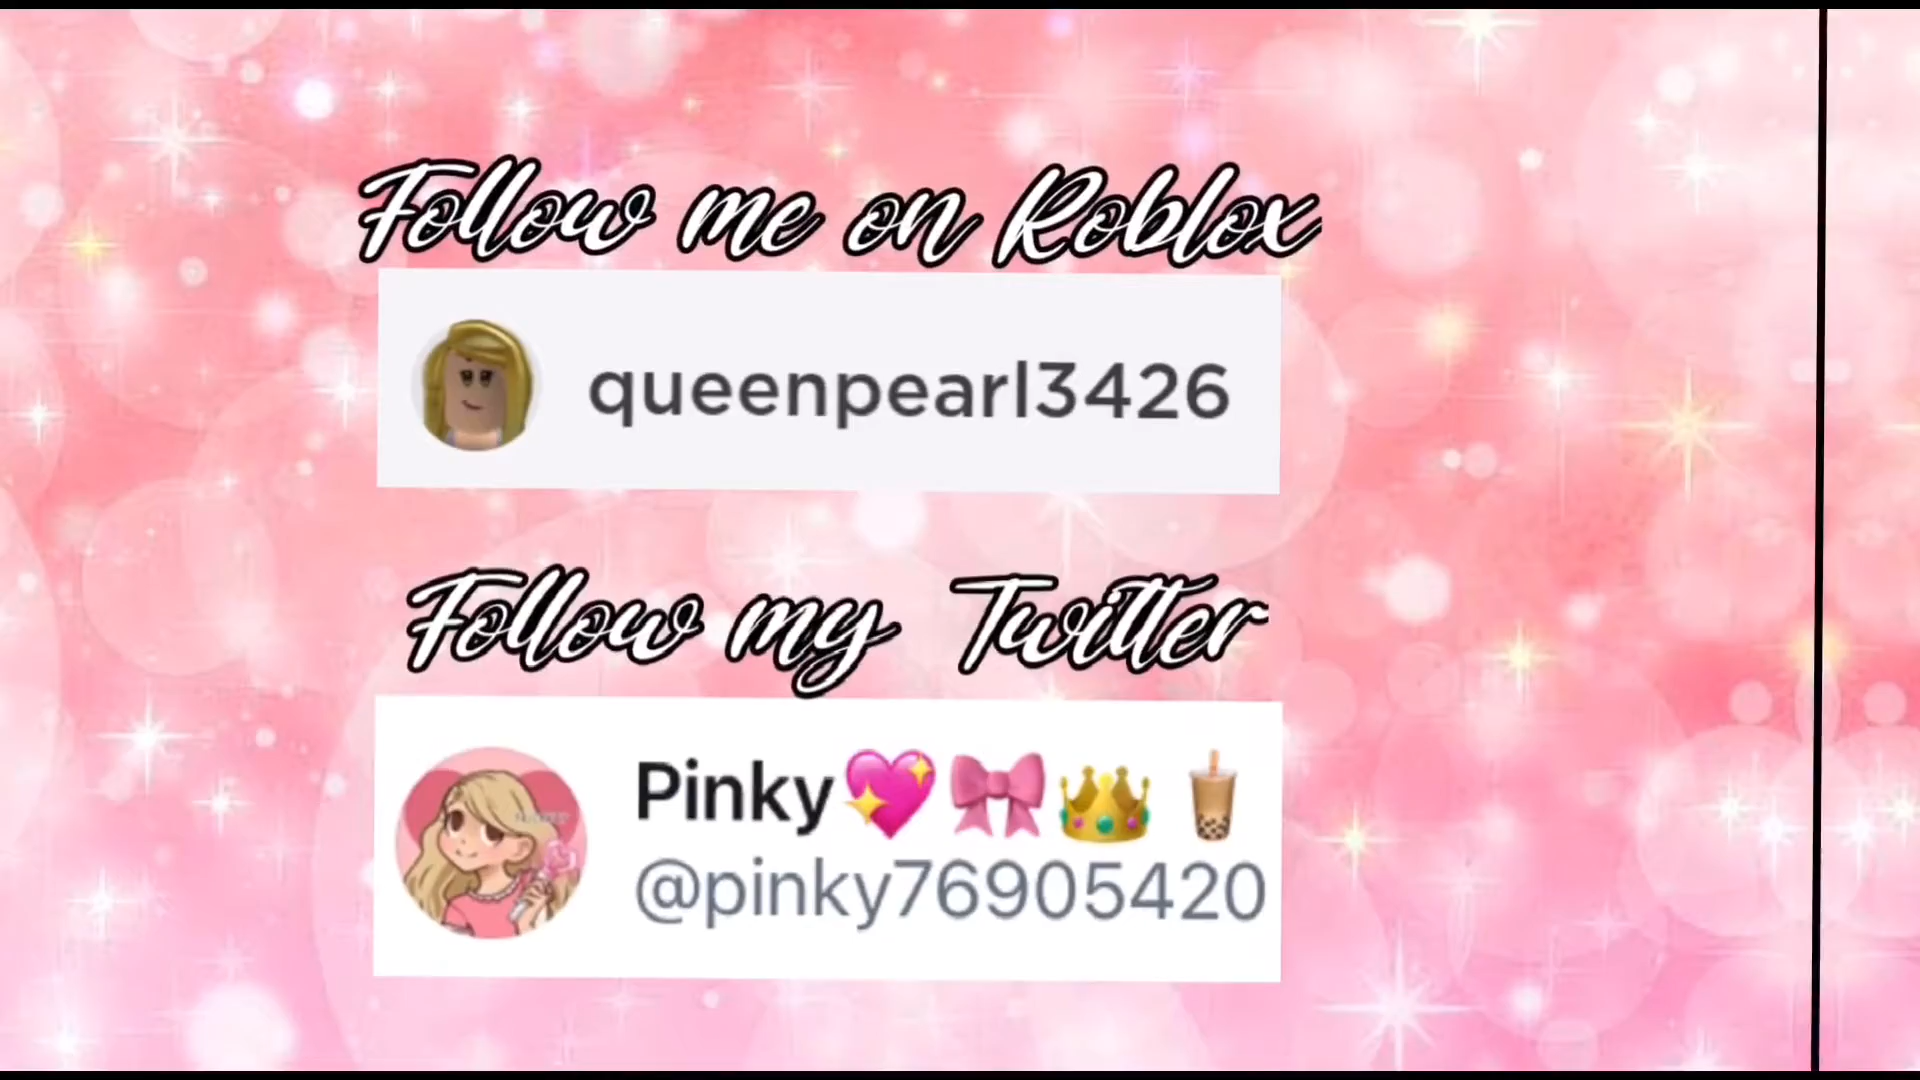 Follow me on Roblox
queenpearl3426
Follow my Twitter
Pinky💖🎀👑🧋
@pinky76905420